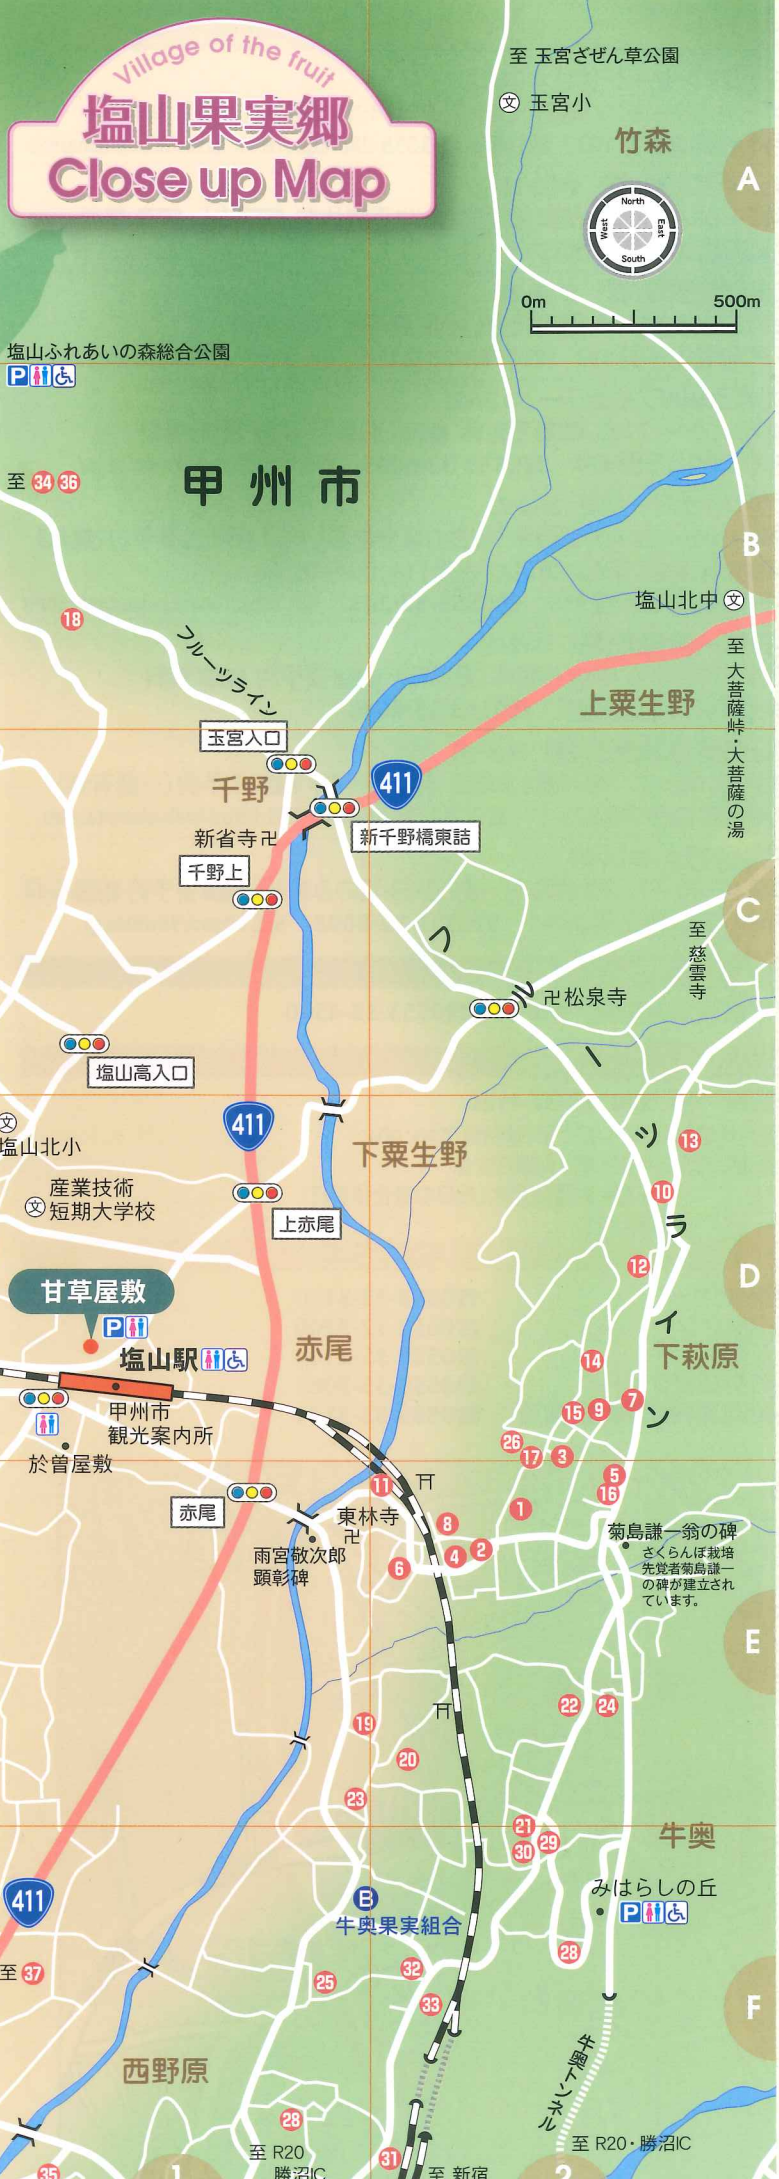 Village of the fruit
塩山果実郷
Close up Map
至 玉宮ざぜん草公園
文 玉宮小
竹森
A
North
West
East
South
0m 500m
塩山ふれあいの森総合公園
P
至 34 36
甲州市
B
塩山北中 文
18
フルーツライン
至 大菩薩峠・大菩薩の湯
上粟生野
玉宮入口
千野
411
新省寺卍
新千野橋東詰
千野上
C
至 慈雲寺
フルーツライン
卍松泉寺
塩山高入口
411
文
塩山北小
下粟生野
13
産業技術
文 短期大学校
10
上赤尾
12
D
甘草屋敷
P
塩山駅
赤尾
下萩原
14
甲州市
観光案内所
15
9
7
於曽屋敷
26
17
3
5
16
11
赤尾
東林寺
卍
1
8
雨宮敬次郎
顕彰碑
6
4
2
菊島謙一翁の碑
さくらんぼ栽培
先覚者菊島謙一
の碑が建立され
ています。
E
22
24
19
20
23
21
29
30
牛奥
411
B
牛奥果実組合
みはらしの丘
P
28
至 37
25
32
33
F
牛奥トンネル
西野原
28
至 R20
勝沼IC
31
至 新宿
至 R20・勝沼IC
35
1
2